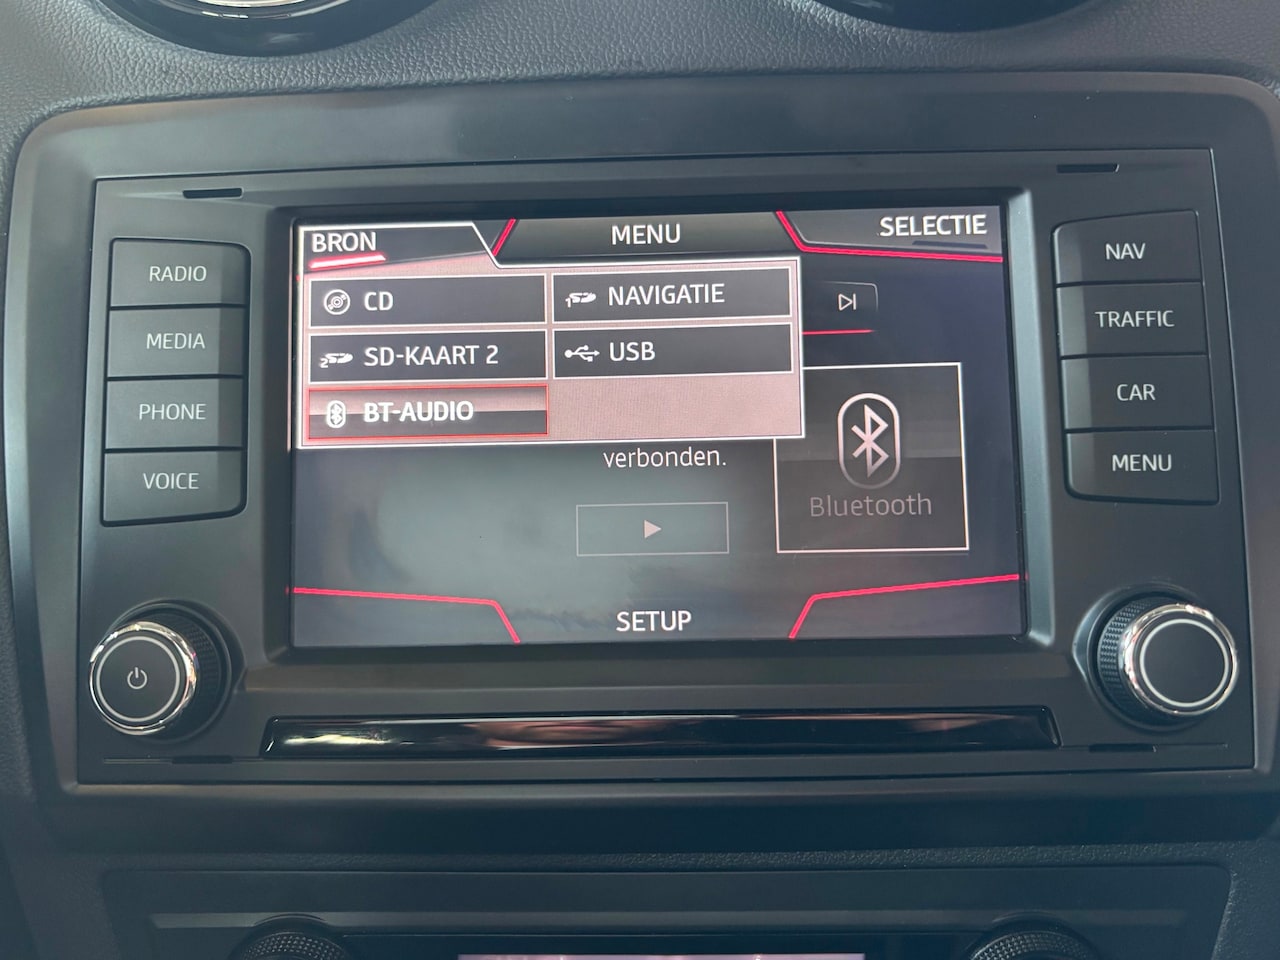 BRON
MENU
SELECTIE
CD
NAVIGATIE
SD-KAART 2
USB
BT-AUDIO
verbonden.
Bluetooth
SETUP
RADIO
MEDIA
PHONE
VOICE
NAV
TRAFFIC
CAR
MENU